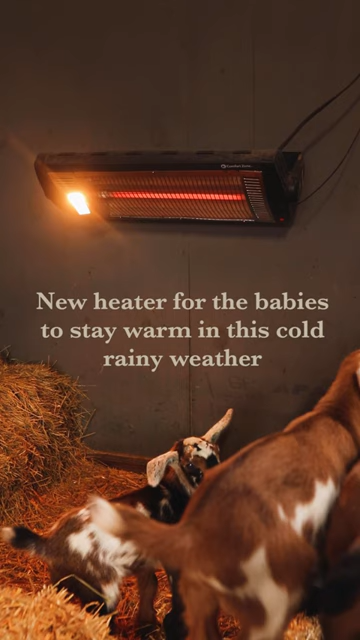 New heater for the babies
to stay warm in this cold
rainy weather